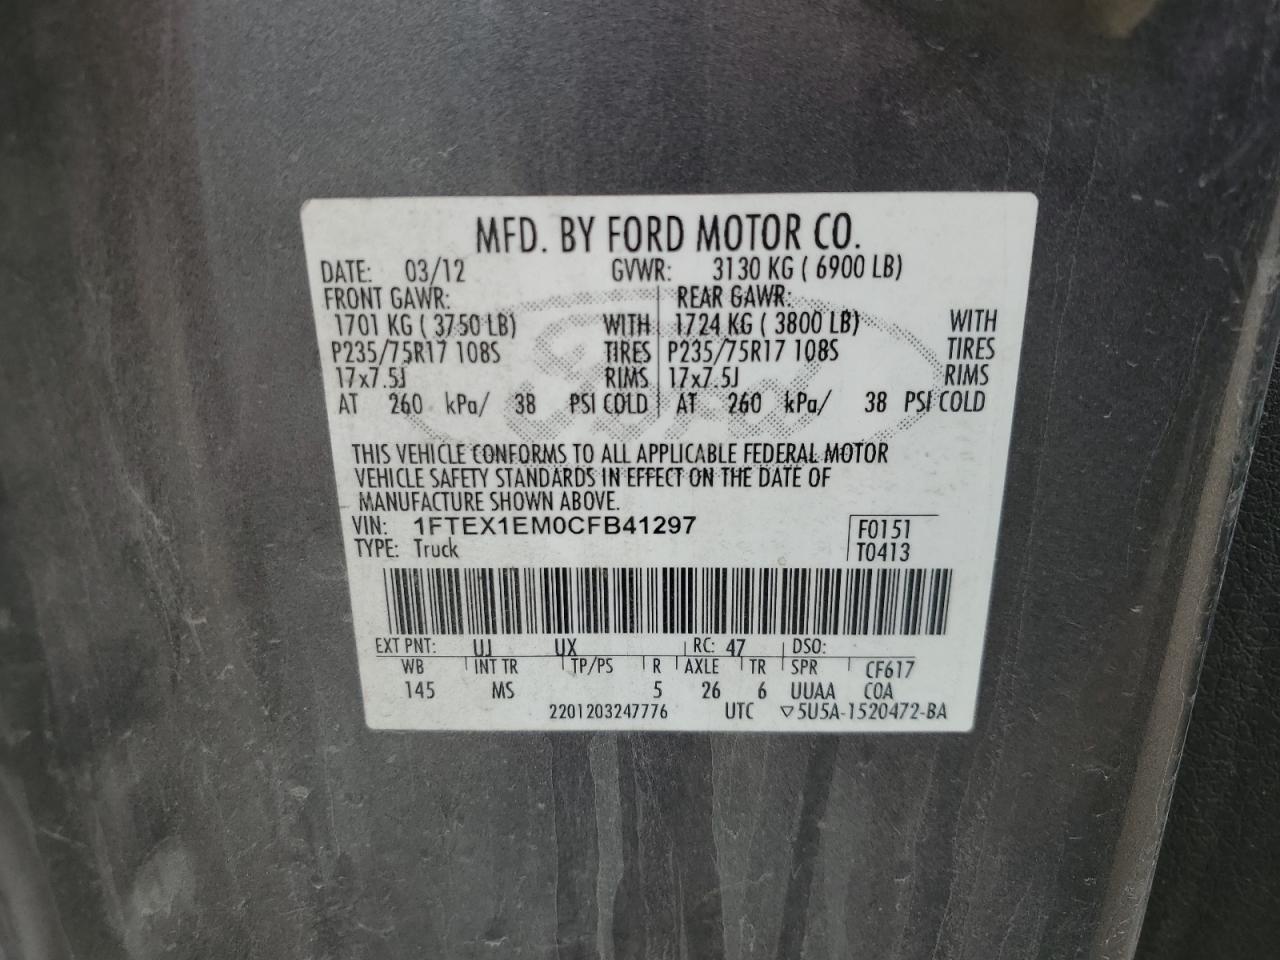 MFD. BY FORD MOTOR CO.
DATE: 03/12 GVWR: 3130 KG ( 6900 LB)
FRONT GAWR: REAR GAWR:
1701 KG ( 3750 LB) WITH 1724 KG ( 3800 LB) WITH
P235/75R17 108S TIRES P235/75R17 108S TIRES
17x7.5J RIMS 17x7.5J RIMS
AT 260 kPa/ 38 PSI COLD AT 260 kPa/ 38 PSI COLD
THIS VEHICLE CONFORMS TO ALL APPLICABLE FEDERAL MOTOR
VEHICLE SAFETY STANDARDS IN EFFECT ON THE DATE OF
MANUFACTURE SHOWN ABOVE.
VIN: 1FTEX1EM0CFB41297 F0151
TYPE: Truck T0413
EXT PNT: UJ UX RC: 47 DSO:
WB INT TR TP/PS R AXLE TR SPR CF617
145 MS 5 26 6 UUAA COA
2201203247776 UTC ▽5U5A-1520472-BA
Ford